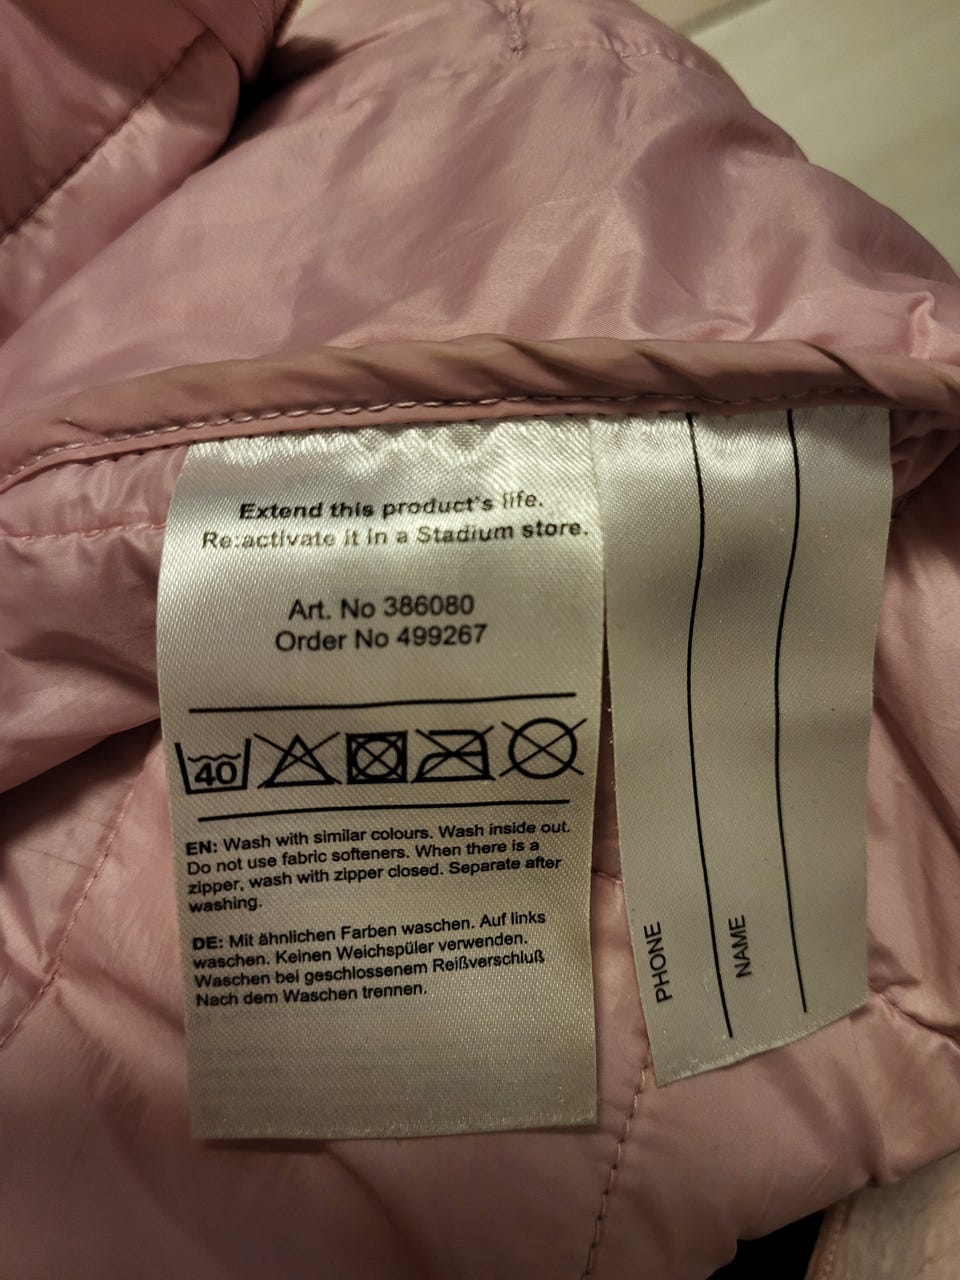 Extend this product's life.
Re:activate it in a Stadium store.
Art. No 386080
Order No 499267
40
EN: Wash with similar colours. Wash inside out.
Do not use fabric softeners. When there is a
zipper, wash with zipper closed. Separate after
washing.
DE: Mit ähnlichen Farben waschen. Auf links
waschen. Keinen Weichspüler verwenden.
Waschen bei geschlossenem Reißverschluß
Nach dem Waschen trennen.
PHONE
NAME